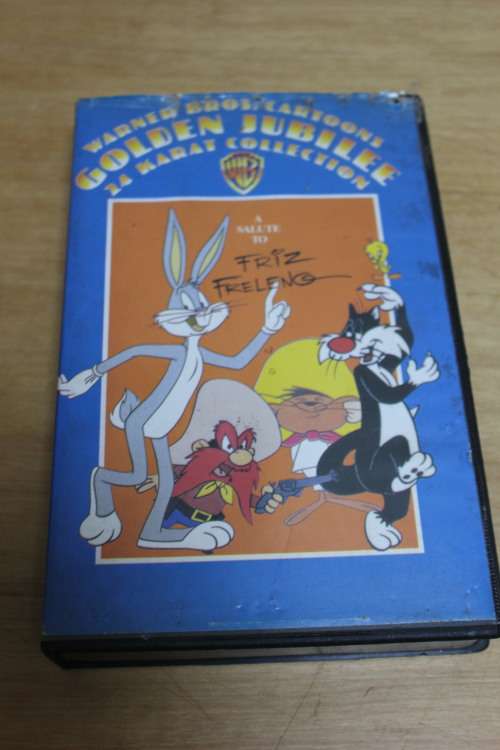 WARNER BROS. CARTOONS
GOLDEN JUBILEE
24 KARAT COLLECTION
WB
A
SALUTE
TO
FRIZ
FRELENG